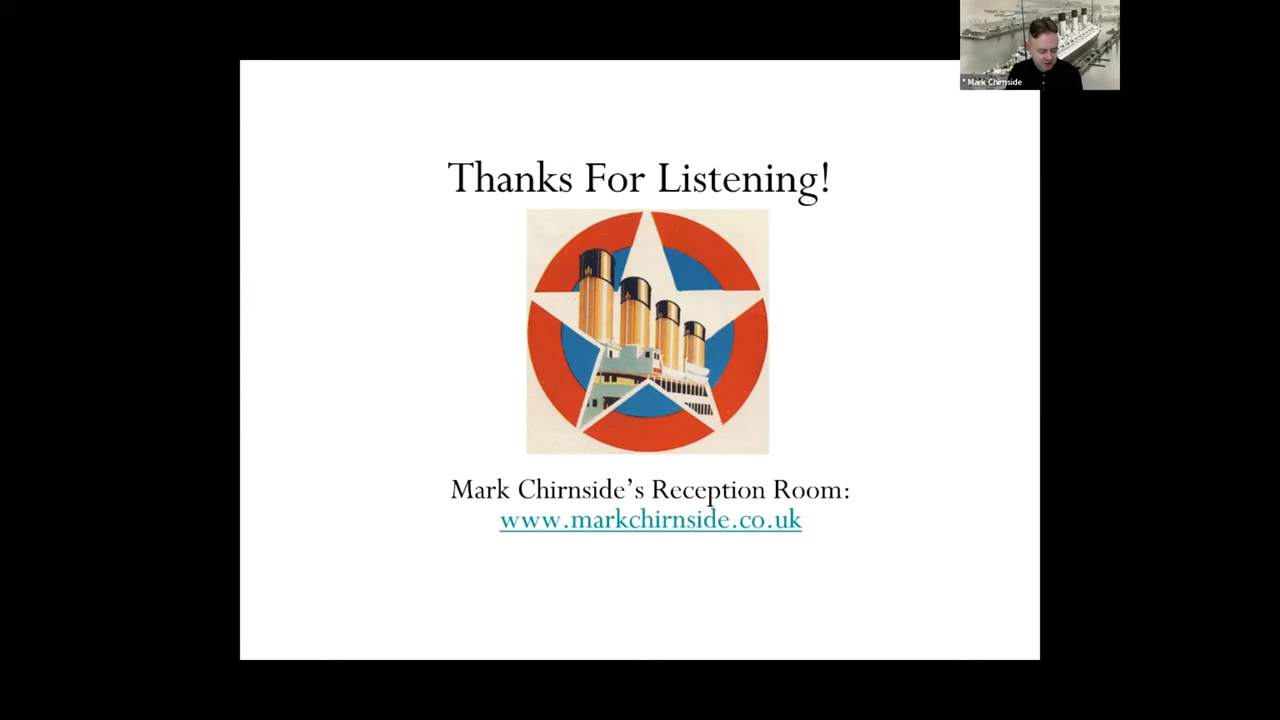 * Mark Chirnside
Thanks For Listening!
Mark Chirnside’s Reception Room:
www.markchirnside.co.uk